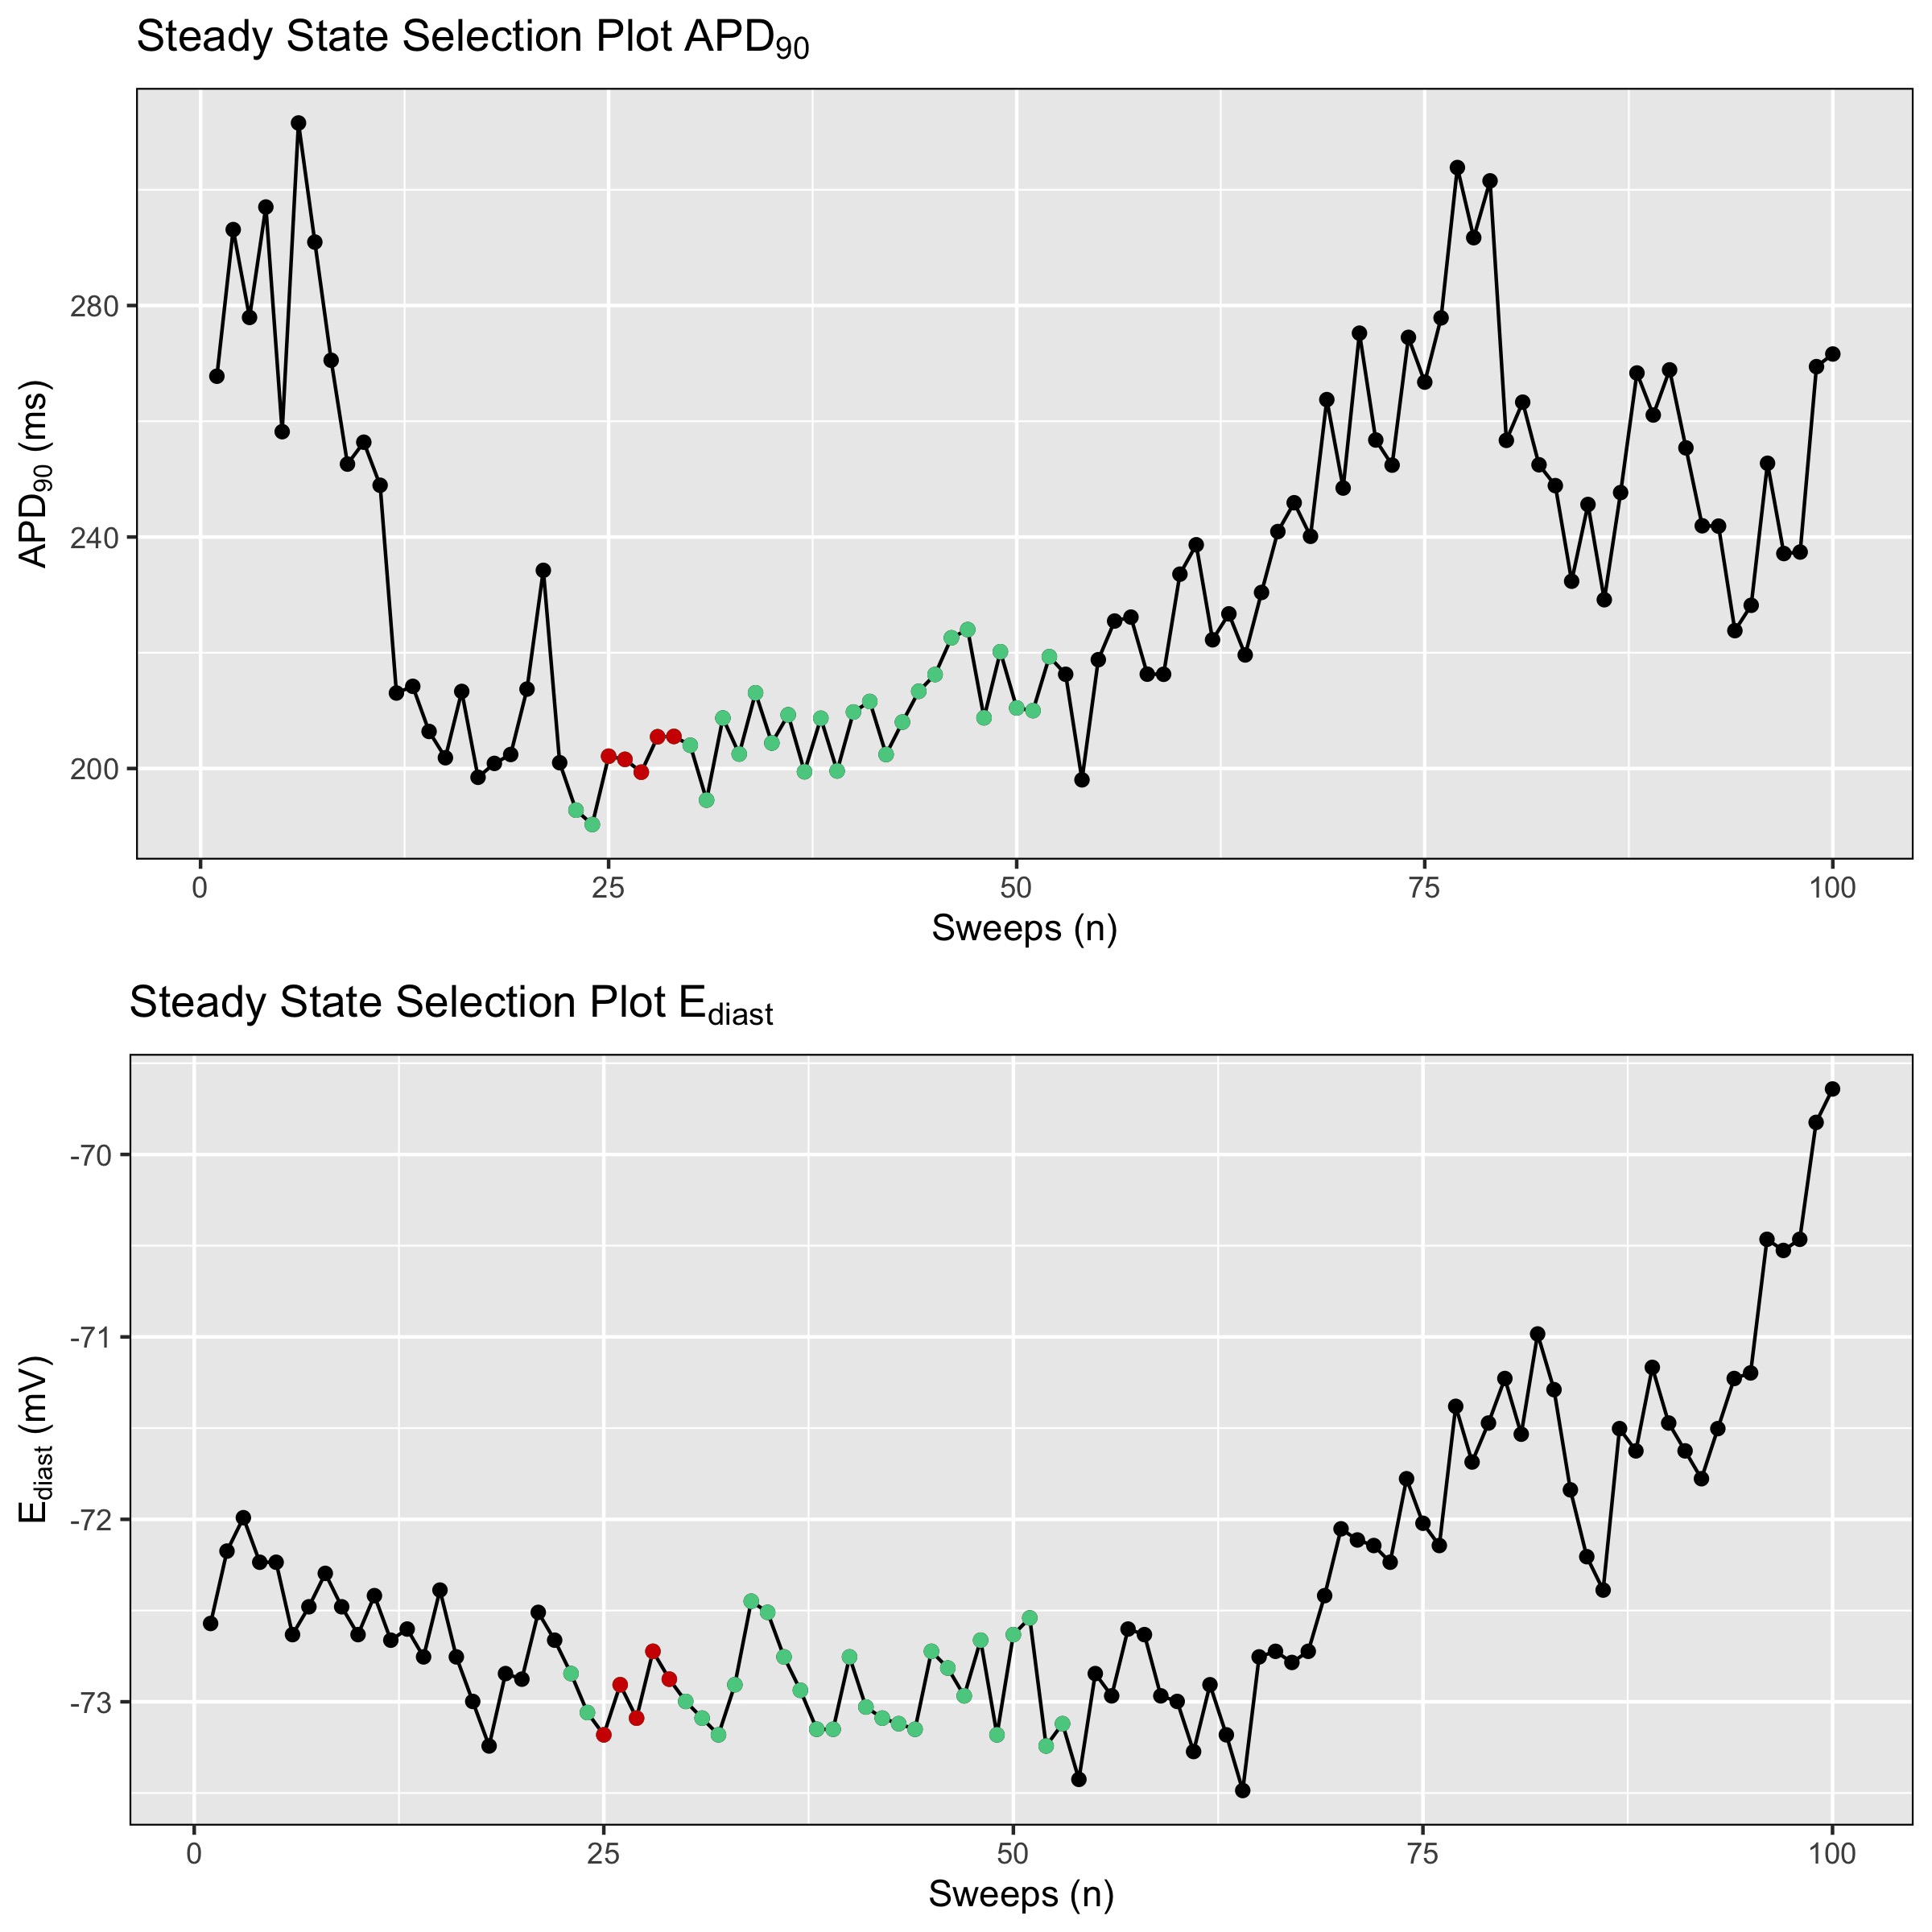 Steady State Selection Plot APD90
APD90 (ms)
280
240
200
0 25 50 75 100
Sweeps (n)
Steady State Selection Plot Ediast
Ediast (mV)
-70
-71
-72
-73
0 25 50 75 100
Sweeps (n)